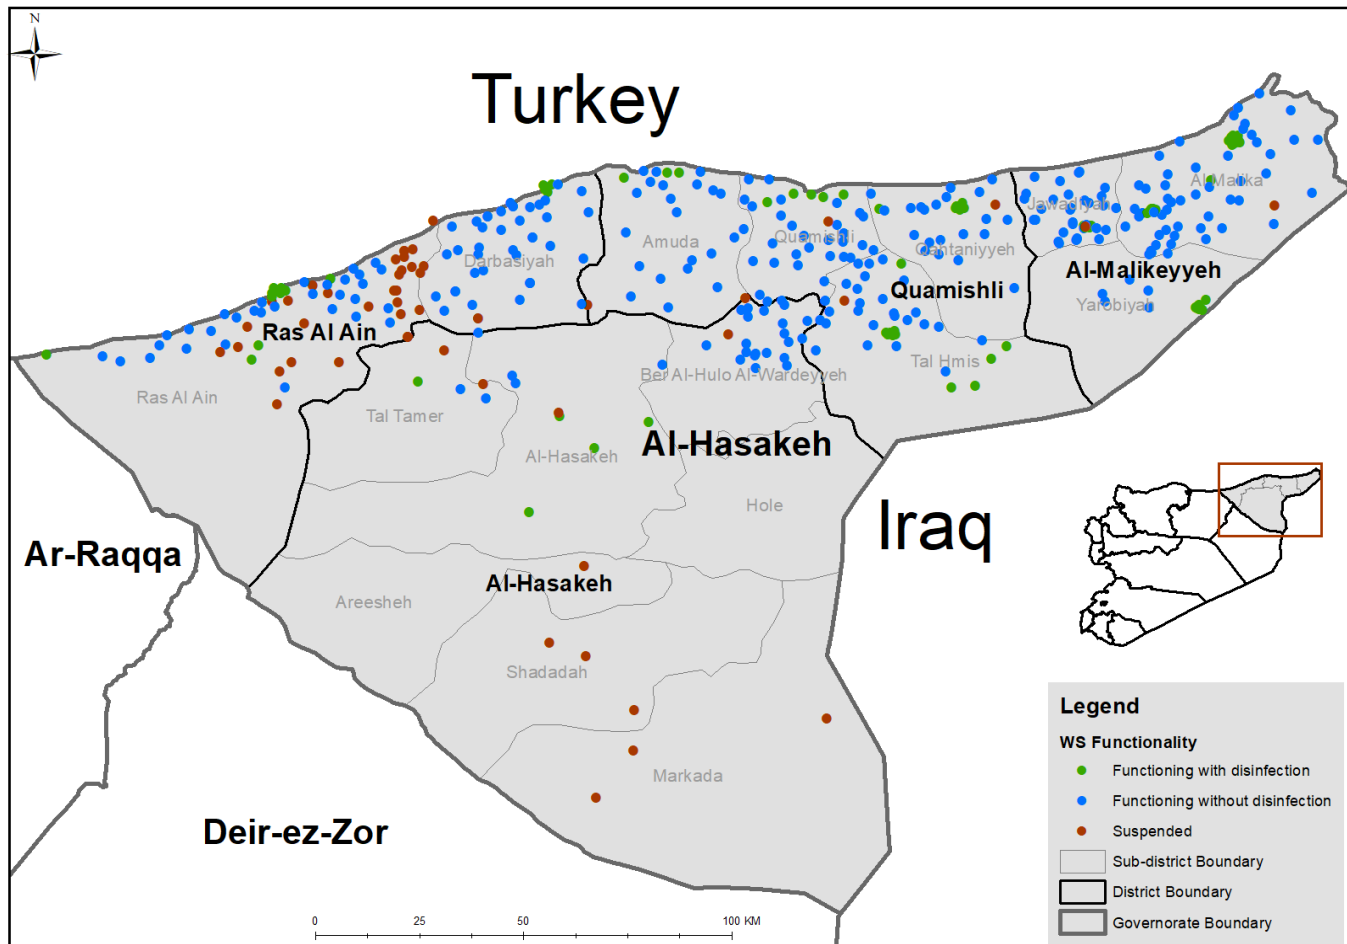 N
Turkey
Al-Malika
Jawadiyah
Quamishli
Amuda
Qahtaniyyeh
Darbasiyah
Al-Malikeyyeh
Quamishli
Yarobiyah
Ras Al Ain
Tal Hmis
Ber Al-Hulo Al-Wardeyyeh
Ras Al Ain
Tal Tamer
Al-Hasakeh
Al-Hasakeh
Hole
Iraq
Ar-Raqqa
Al-Hasakeh
Areesheh
Shadadah
Markada
Deir-ez-Zor
Legend
WS Functionality
Functioning with disinfection
Functioning without disinfection
Suspended
Sub-district Boundary
District Boundary
Governorate Boundary
0 25 50 100 KM